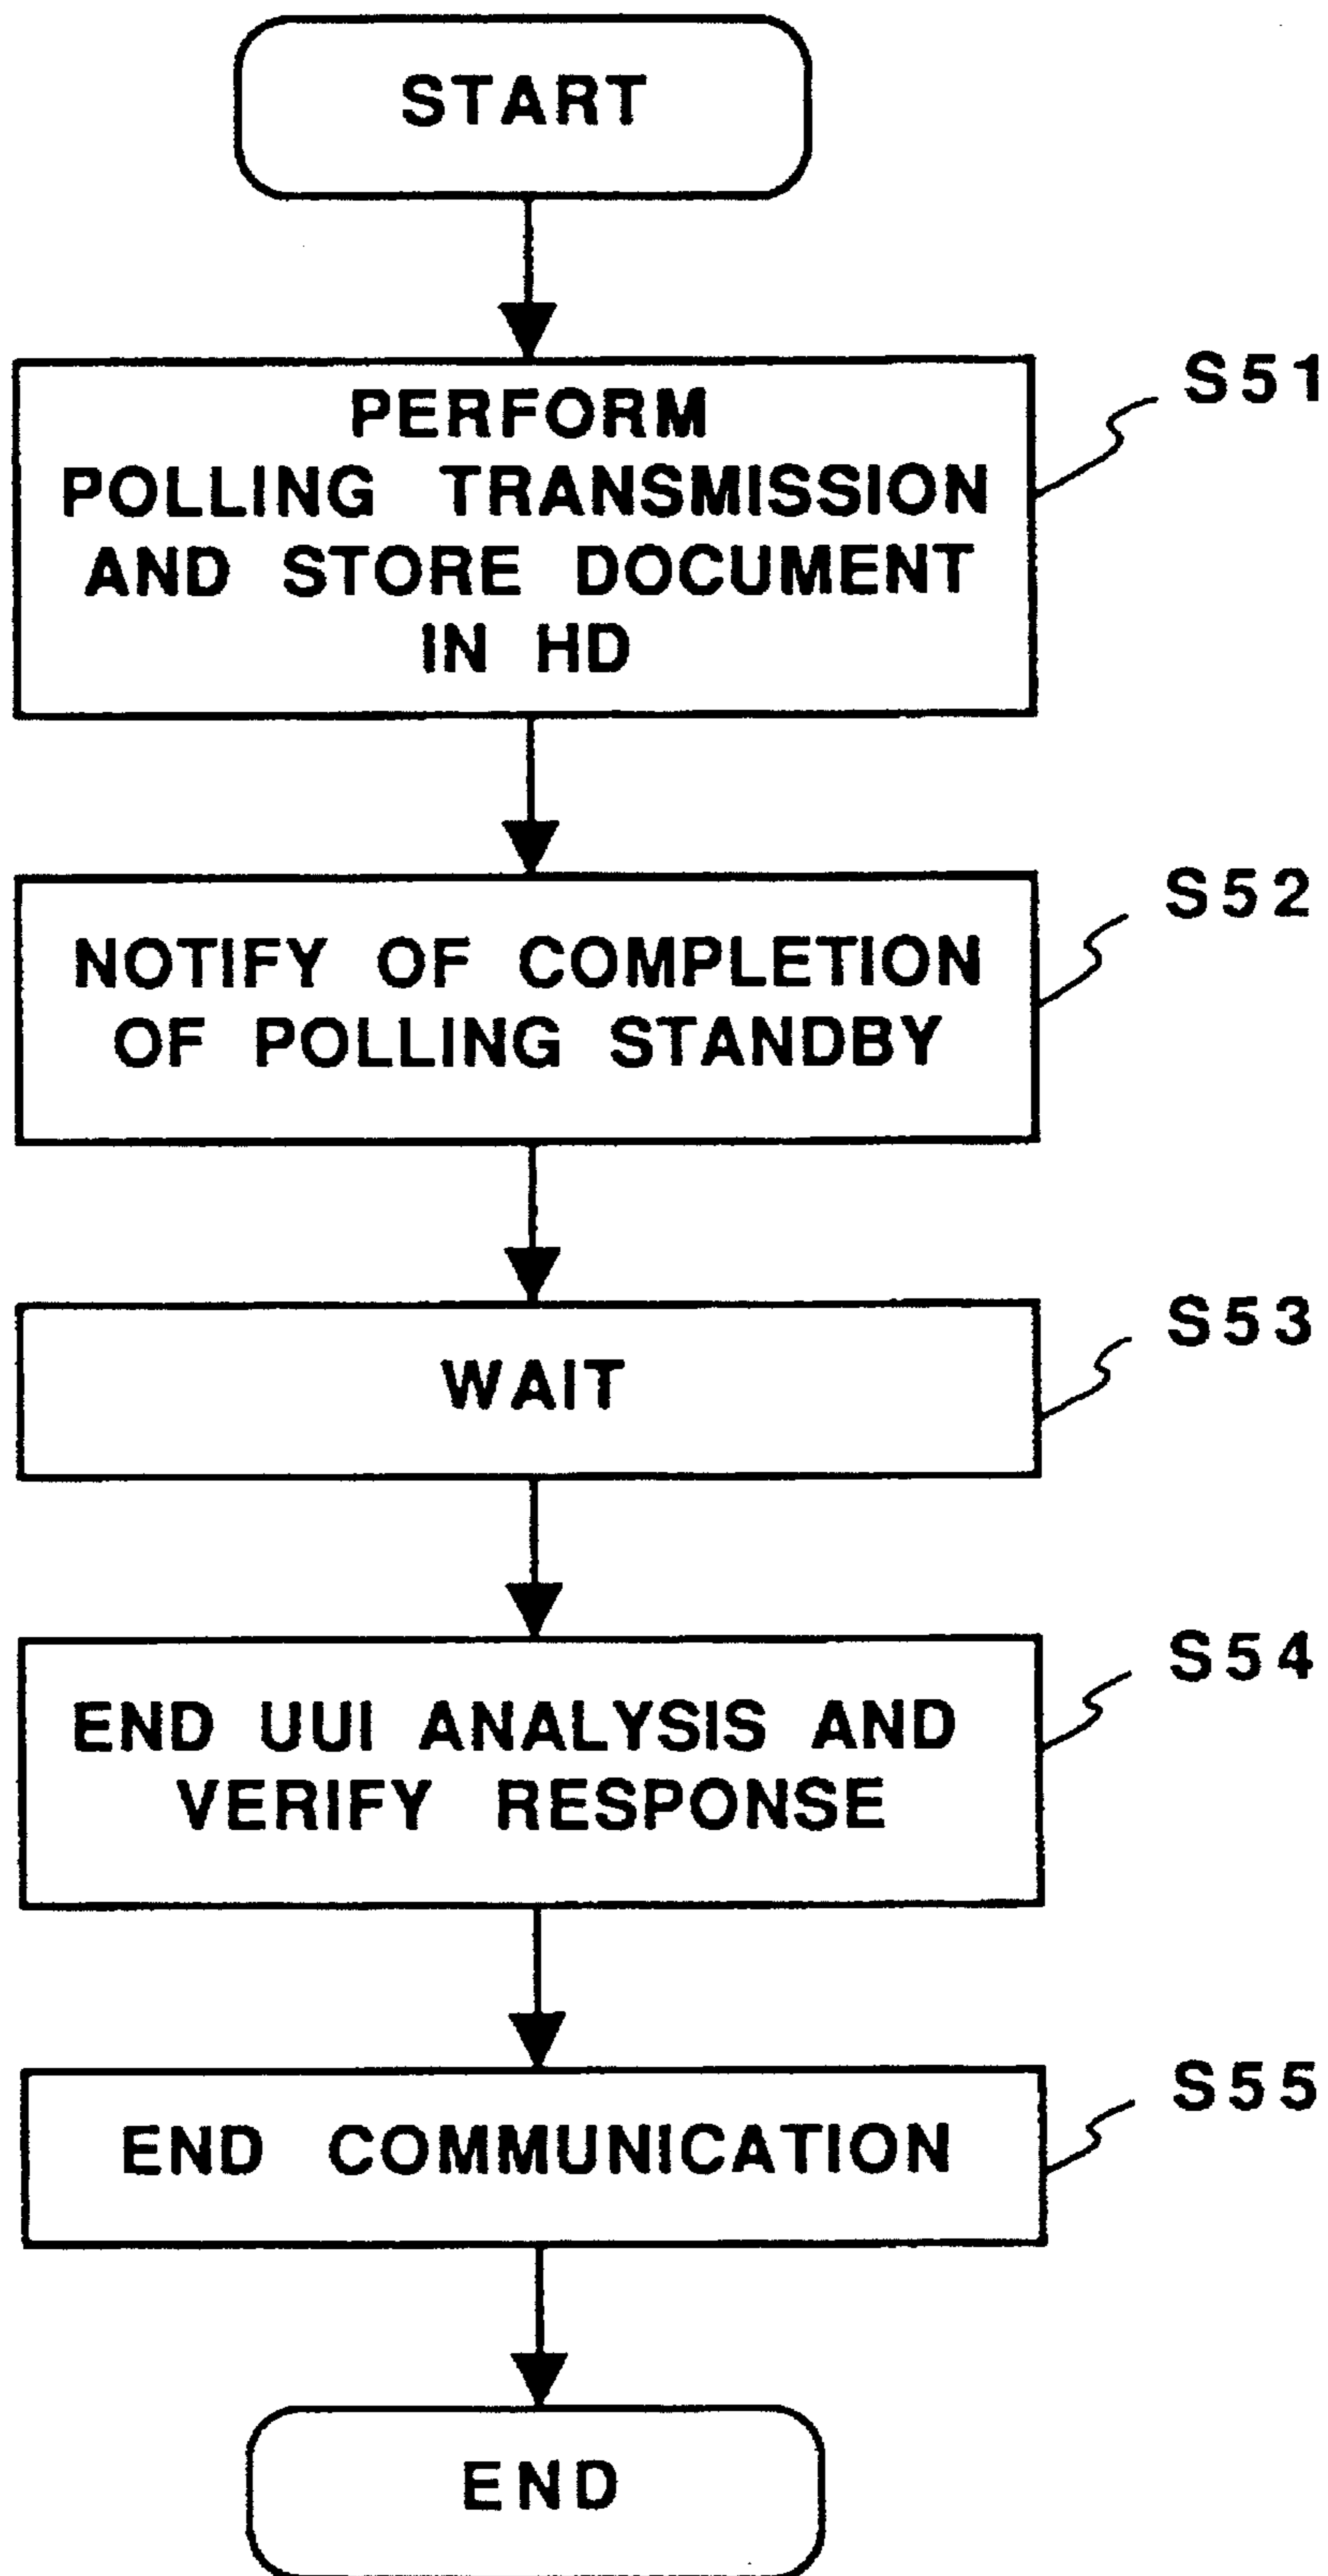 START
PERFORM
POLLING TRANSMISSION
AND STORE DOCUMENT
IN HD
S51
NOTIFY OF COMPLETION
OF POLLING STANDBY
S52
WAIT
S53
END UUI ANALYSIS AND
VERIFY RESPONSE
S54
END COMMUNICATION
S55
END